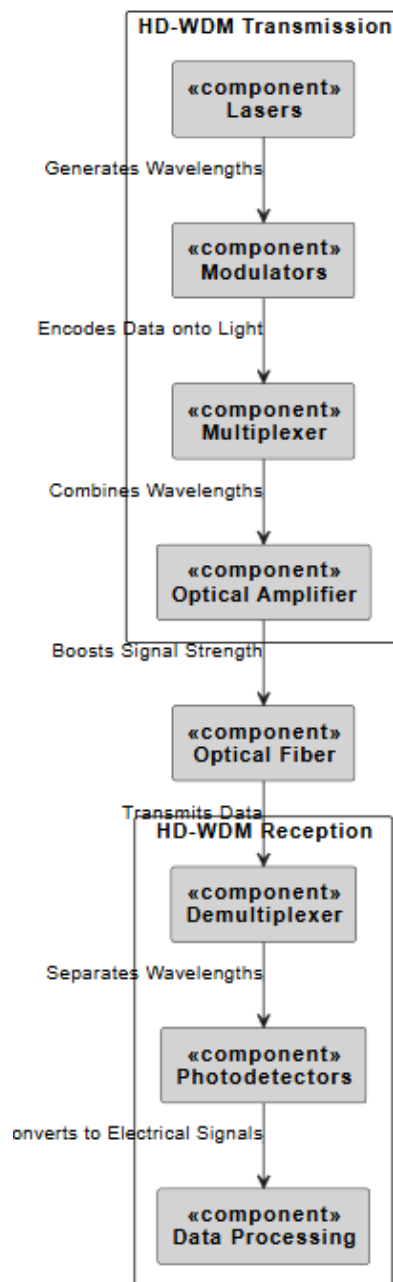 HD-WDM Transmission
«component»
Lasers
Generates Wavelengths
«component»
Modulators
Encodes Data onto Light
«component»
Multiplexer
Combines Wavelengths
«component»
Optical Amplifier
Boosts Signal Strength
«component»
Optical Fiber
Transmits Data
HD-WDM Reception
«component»
Demultiplexer
Separates Wavelengths
«component»
Photodetectors
onverts to Electrical Signals
«component»
Data Processing